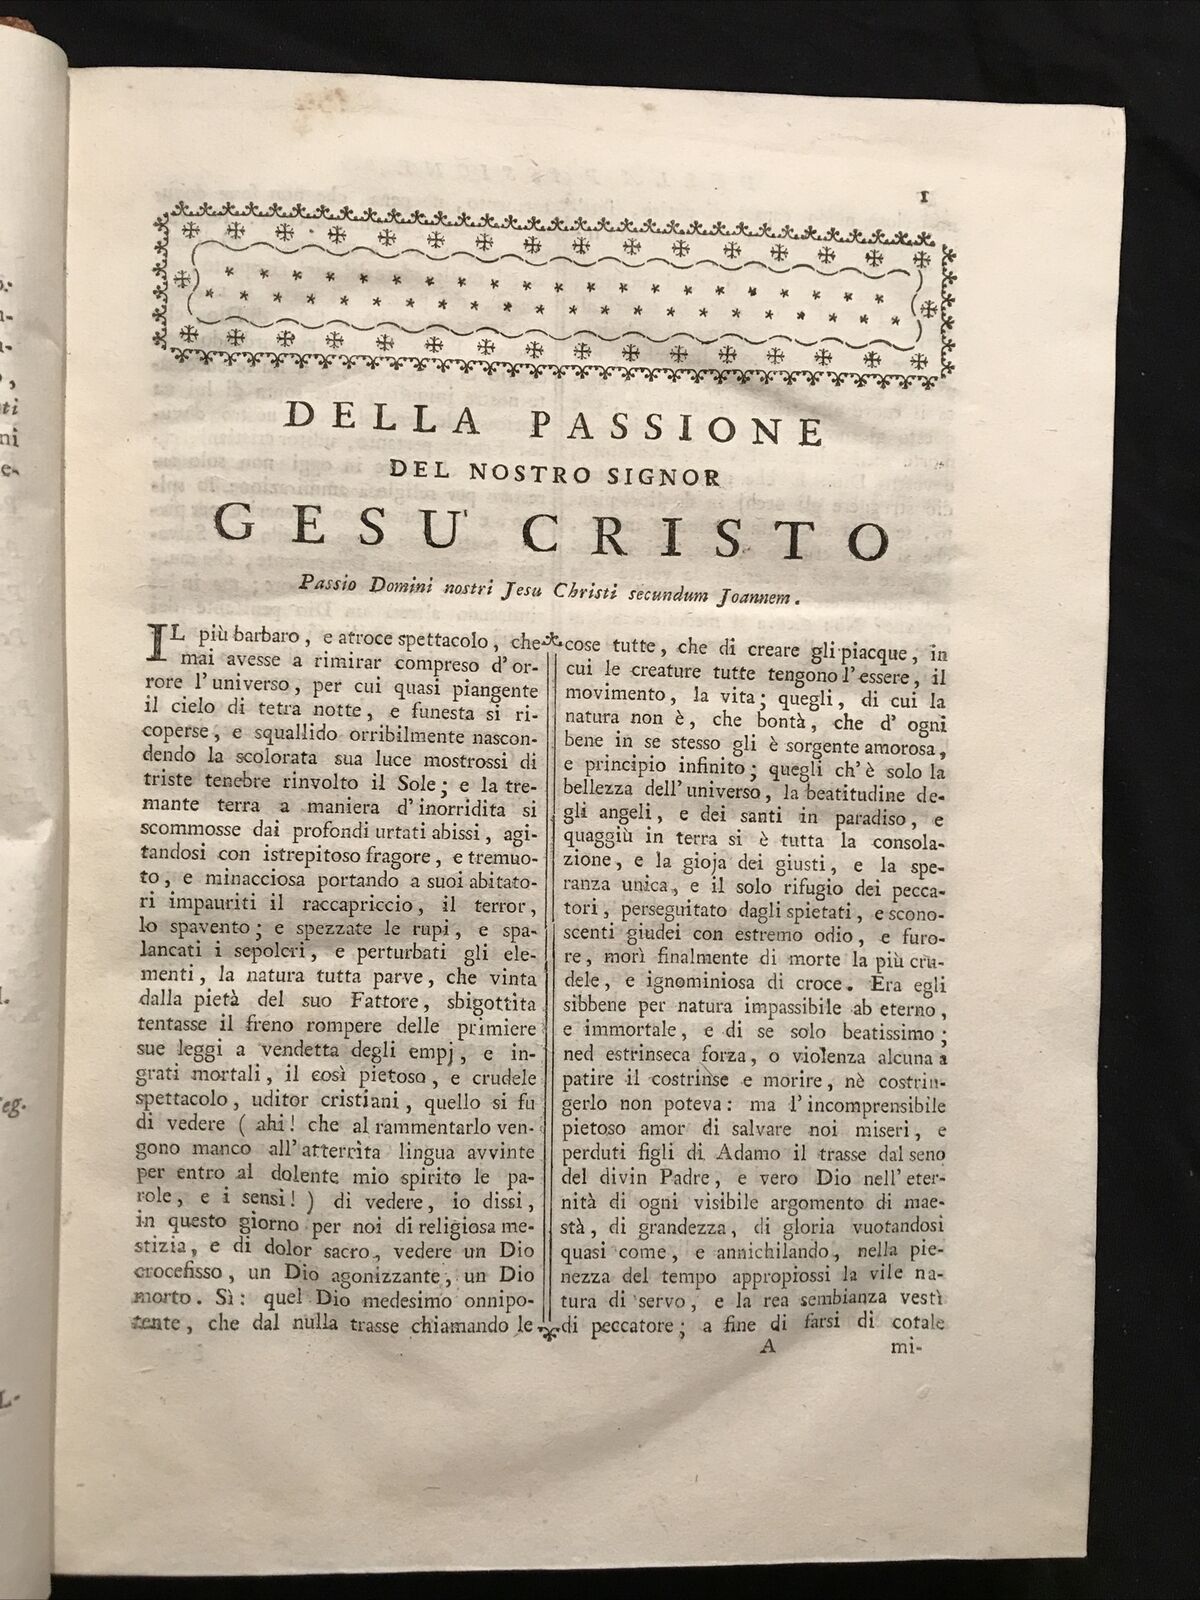 1
DELLA PASSIONE
DEL NOSTRO SIGNOR
GESU' CRISTO
Passio Domini nostri Jesu Christi secundum Joannem.
IL più barbaro, e atroce spettacolo, che
mai avesse a rimirar compreso d'or-
rore l'universo, per cui quasi piangente
il cielo di tetra notte, e funesta si ri-
coperse, e squallido orribilmente nascon-
dendo la scolorata sua luce mostrossi di
triste tenebre rinvolto il Sole; e la tre-
mante terra a maniera d'inorridita si
scommosse dai profondi urtati abissi, agi-
tandosi con istrepitoso fragore, e tremuo-
to, e minacciosa portando a suoi abitato-
ri impauriti il raccapriccio, il terror,
lo spavento; e spezzate le rupi, e spa-
lancati i sepolcri, e perturbati gli ele-
menti, la natura tutta parve, che vinta
dalla pietà del suo Fattore, sbigottita
tentasse il freno rompere delle primiere
sue leggi a vendetta degli empj, e in-
grati mortali, il così pietoso, e crudele
spettacolo, uditor cristiani, quello si fu
di vedere (ahi! che al rammentarlo ven-
gono manco all'atterrita lingua avvinte
per entro al dolente mio spirito le pa-
role, e i sensi!) di vedere, io dissi,
in questo giorno per noi di religiosa me-
stizia, e di dolor sacro, vedere un Dio
crocefisso, un Dio agonizzante, un Dio
morto. Sì: quel Dio medesimo onnipo-
tente, che dal nulla trasse chiamando le
cose tutte, che di creare gli piacque, in
cui le creature tutte tengono l'essere, il
movimento, la vita; quegli, di cui la
natura non è, che bontà, che d'ogni
bene in se stesso gli è sorgente amorosa,
e principio infinito; quegli ch'è solo la
bellezza dell'universo, la beatitudine de-
gli angeli, e dei santi in paradiso, e
quaggiù in terra si è tutta la consola-
zione, e la gioja dei giusti, e la spe-
ranza unica, e il solo rifugio dei pecca-
tori, perseguitato dagli spietati, e scono-
scenti giudei con estremo odio, e furo-
re, morì finalmente di morte la più cru-
dele, e ignominiosa di croce. Era egli
sibbene per natura impassibile ab eterno,
e immortale, e di se solo beatissimo;
ned estrinseca forza, o violenza alcuna a
patire il costrinse e morire, nè costrin-
gerlo non poteva: ma l'incomprensibile
pietoso amor di salvare noi miseri, e
perduti figli di Adamo il trasse dal seno
del divin Padre, e vero Dio nell'eter-
nità di ogni visibile argomento di mae-
stà, di grandezza, di gloria vuotandosi
quasi come, e annichilando, nella pie-
nezza del tempo appropiossi la vile na-
tura di servo, e la rea sembianza vestì
di peccatore; a fine di farsi di cotale
A
mi-